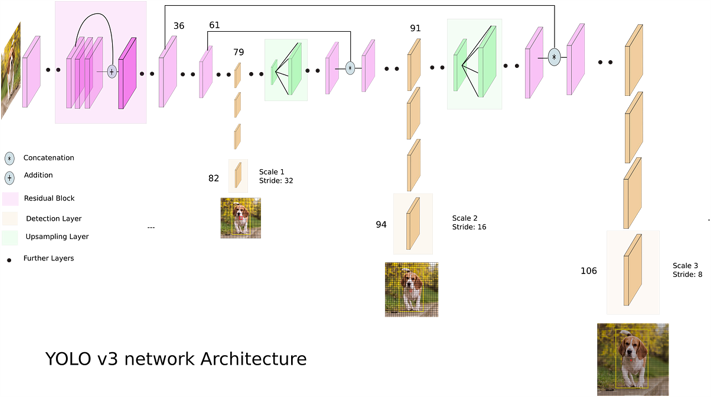 36
61
91
79
Concatenation
Addition
Residual Block
Detection Layer
Upsampling Layer
Further Layers
82
Scale 1
Stride: 32
...
94
Scale 2
Stride: 16
106
Scale 3
Stride: 8
YOLO v3 network Architecture